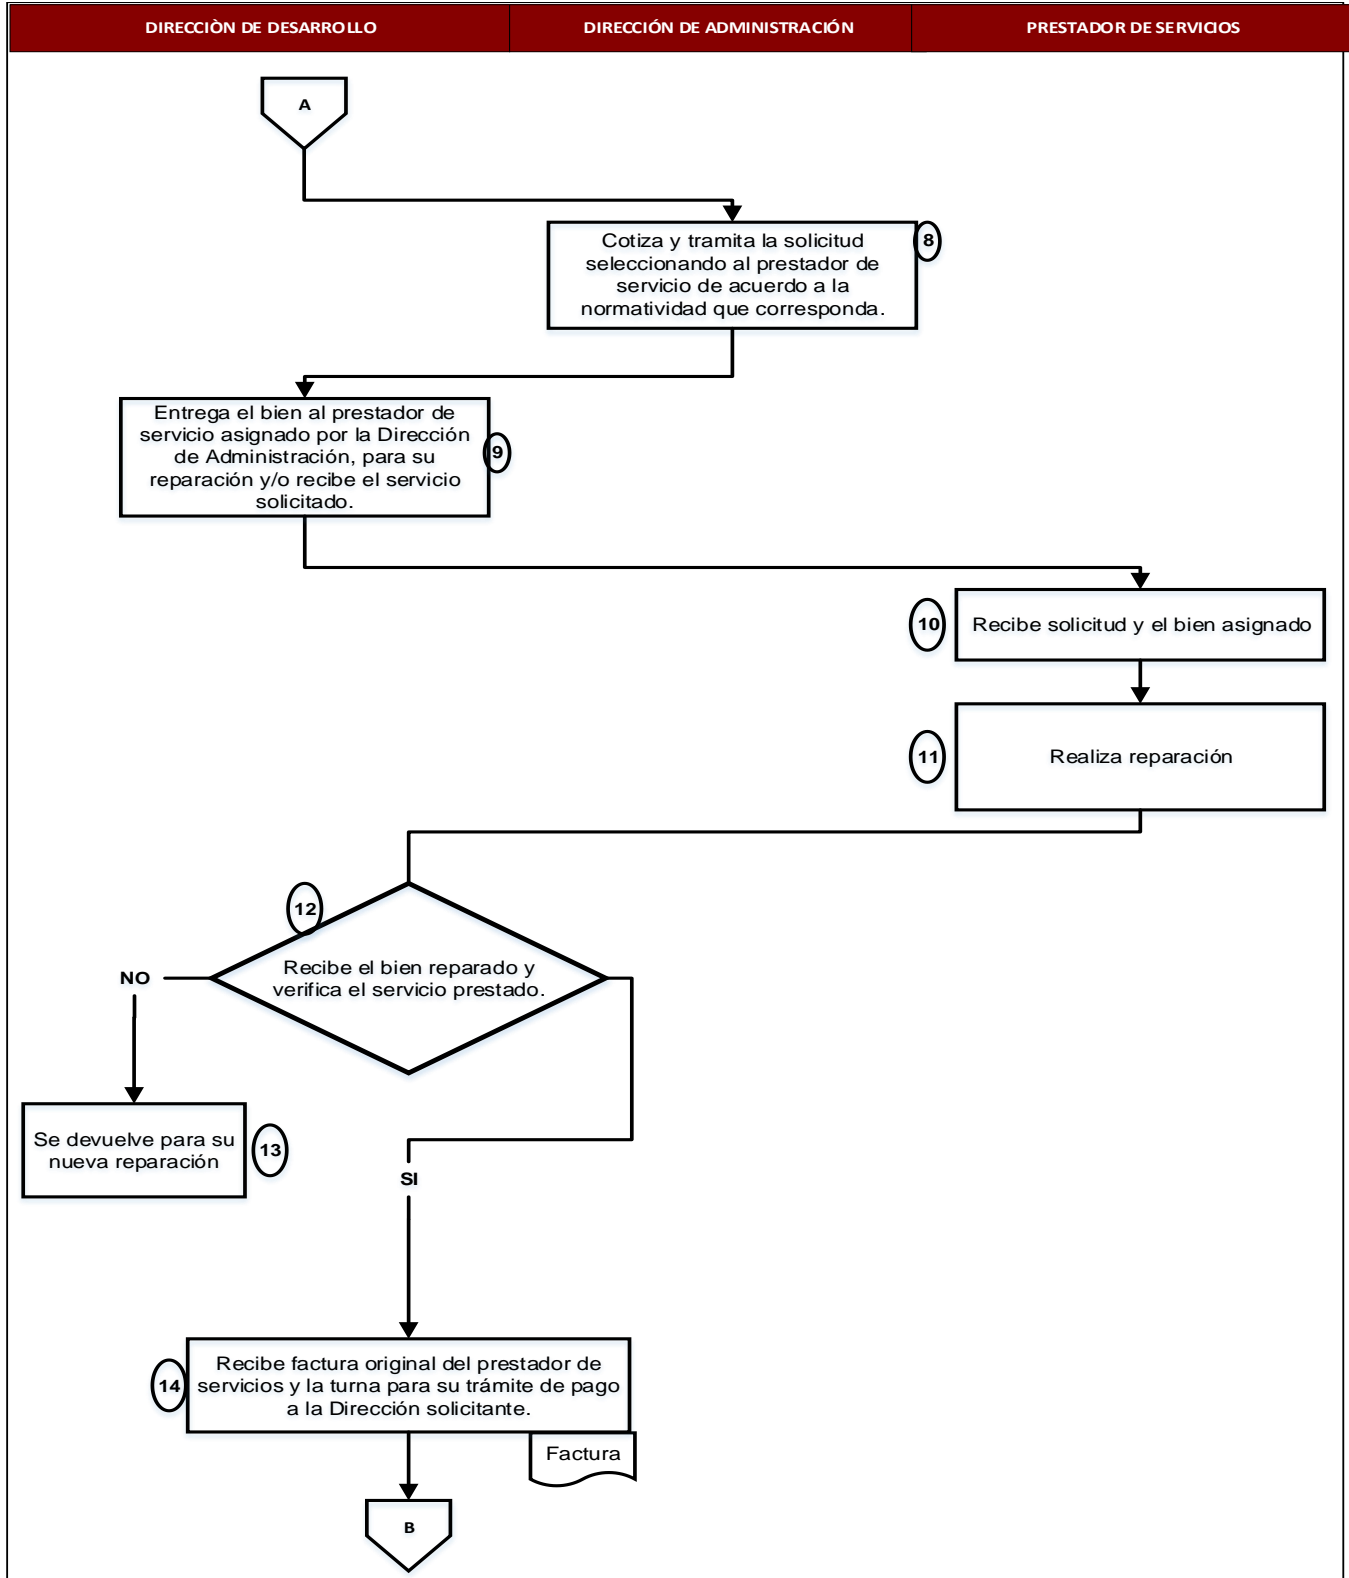 DIRECCIÒN DE DESARROLLO
DIRECCIÓN DE ADMINISTRACIÓN
PRESTADOR DE SERVICIOS
A
Cotiza y tramita la solicitud
seleccionando al prestador de
servicio de acuerdo a la
normatividad que corresponda.
8
Entrega el bien al prestador de
servicio asignado por la Dirección
de Administración, para su
reparación y/o recibe el servicio
solicitado.
9
10
Recibe solicitud y el bien asignado
11
Realiza reparación
12
Recibe el bien reparado y
verifica el servicio prestado.
NO
Se devuelve para su
nueva reparación
13
SI
14
Recibe factura original del prestador de
servicios y la turna para su trámite de pago
a la Dirección solicitante.
Factura
B